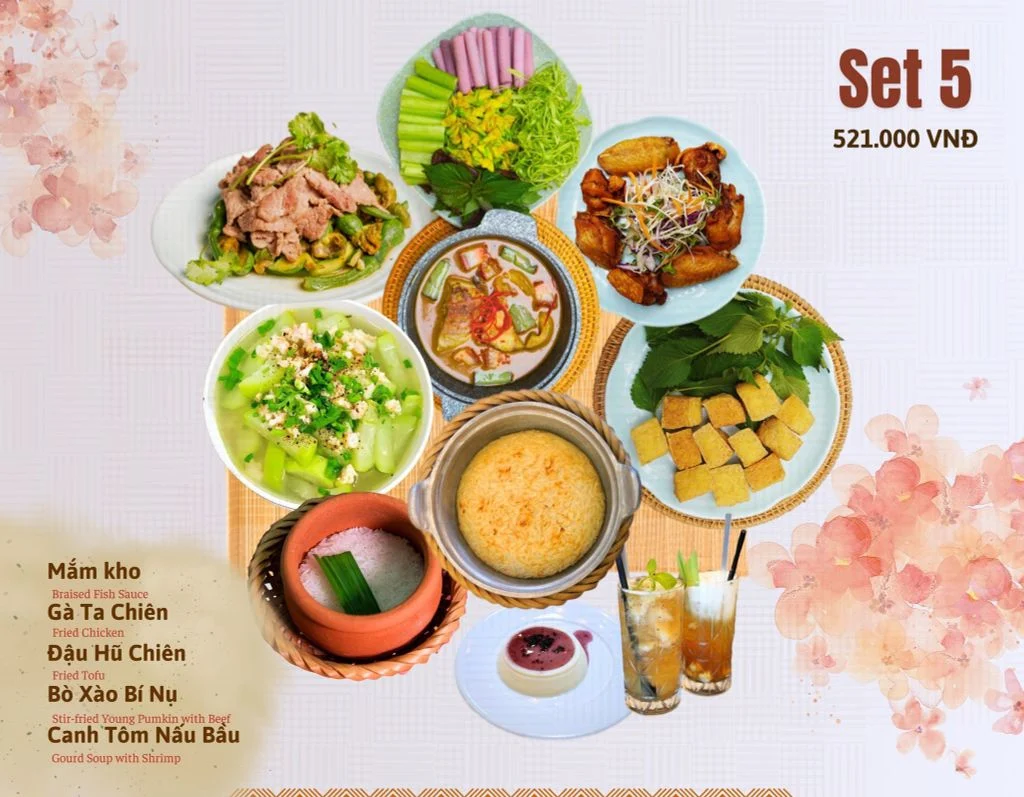 Set 5
521.000 VNĐ
Mắm kho
Braised Fish Sauce
Gà Ta Chiên
Fried Chicken
Đậu Hũ Chiên
Fried Tofu
Bò Xào Bí Nụ
Stir-fried Young Pumkin with Beef
Canh Tôm Nấu Bầu
Gourd Soup with Shrimp